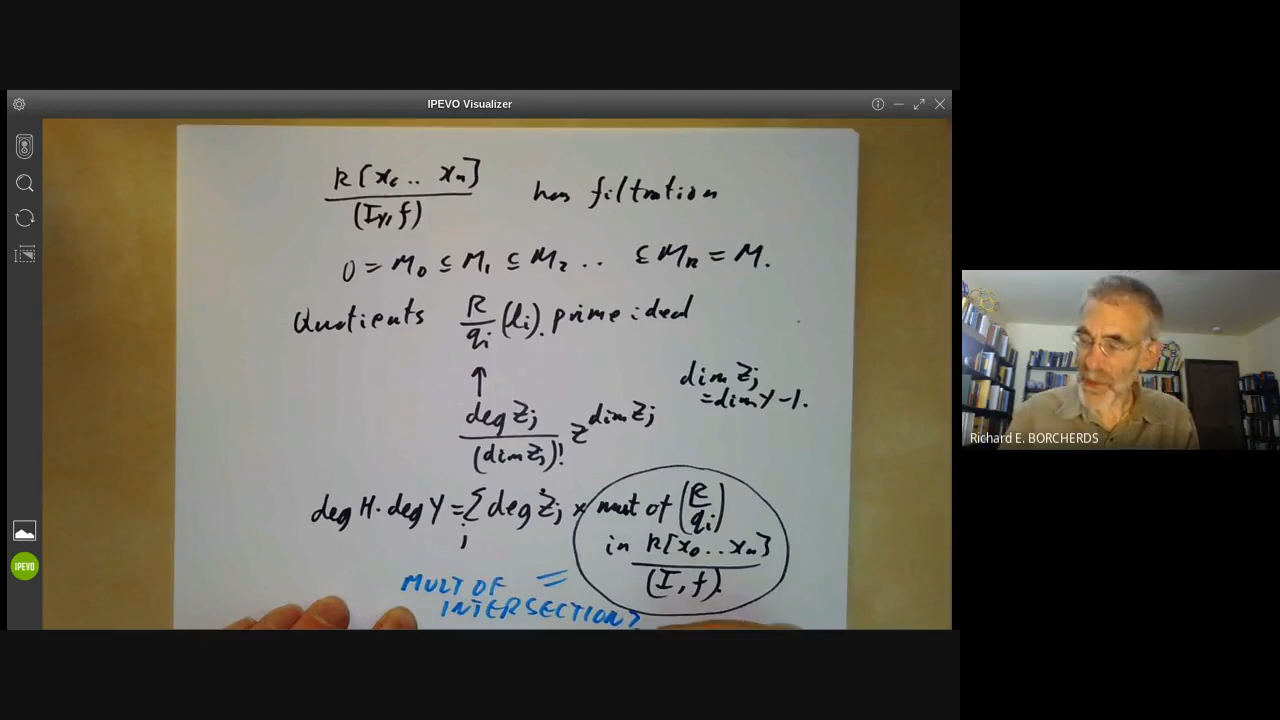 IPEVO Visualizer
k[x₀.. xₙ] / (I_Y, f) has filtration
0 = M₀ ⊆ M₁ ⊆ M₂ .. ⊆ M_R = M.
Quotients R/qᵢ (lᵢ). prime ideal
↑
dim Zⱼ
= dim Y - 1.
deg Zⱼ / (dim Zⱼ)! z^{dim Zⱼ}
deg H · deg Y = Σⱼ deg Zⱼ × mult of (R/qᵢ)
in k[x₀..xₙ] / (I, f).
MULT OF =
INTERSECTION?
IPEVO
Richard E. BORCHERDS